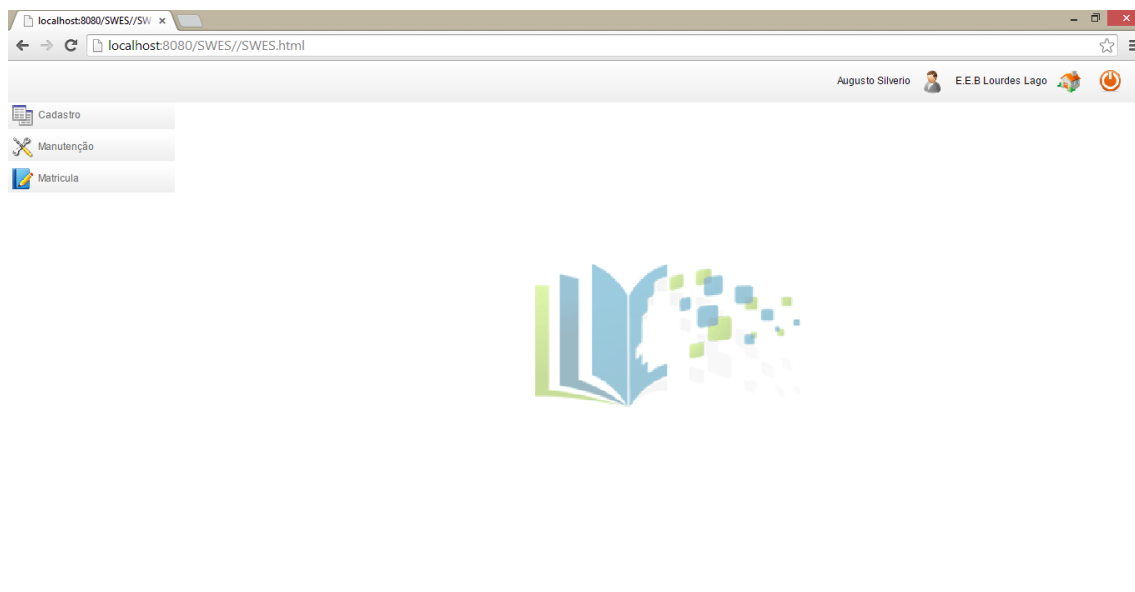 localhost:8080/SWES//SW
localhost:8080/SWES//SWES.html
Augusto Silverio E.E.B Lourdes Lago
Cadastro
Manutenção
Matricula